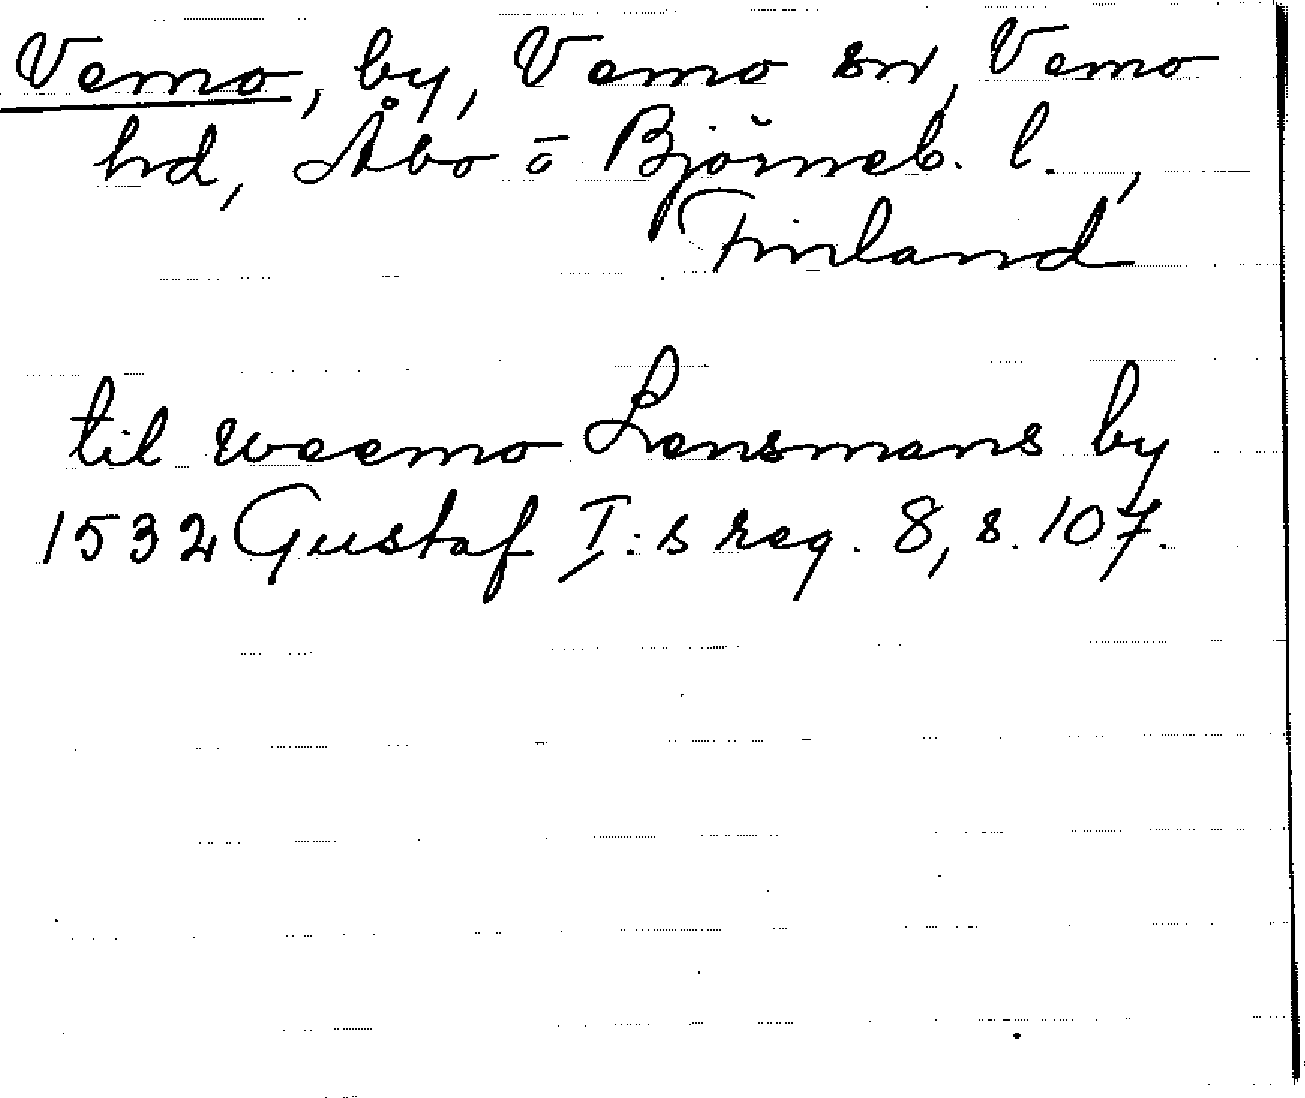 Vemo, by, Vemo sn, Vemo
hd, Åbo o Björneb. l.,
Finland
til weemo Lensmans by
1532 Gustaf I:s reg. 8, s. 107.